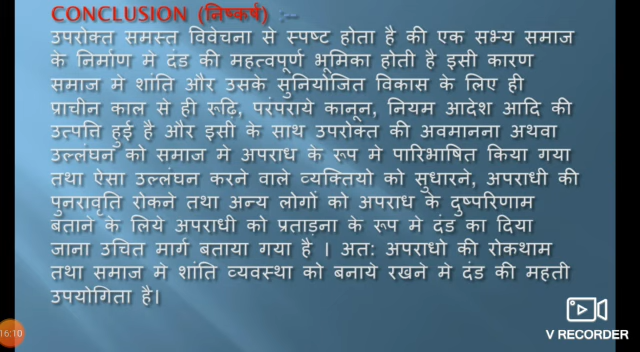 CONCLUSION (निष्कर्ष) :--
उपरोक्त समस्त विवेचना से स्पष्ट होता है की एक सभ्य समाज
के निर्माण मे दंड की महत्वपूर्ण भूमिका होती है इसी कारण
समाज मे शांति और उसके सुनियोजित विकास के लिए ही
प्राचीन काल से ही रूढि, परंपराये कानून, नियम आदेश आदि की
उत्पत्ति हुई है और इसी के साथ उपरोक्त की अवमानना अथवा
उल्लंघन को समाज मे अपराध के रूप मे पारिभाषित किया गया
तथा ऐसा उल्लंघन करने वाले व्यक्तियो को सुधारने, अपराधी की
पुनरावृति रोकने तथा अन्य लोगों को अपराध के दुष्परिणाम
बताने के लिये अपराधी को प्रताड़ना के रूप मे दंड का दिया
जाना उचित मार्ग बताया गया है । अत: अपराधो की रोकथाम
तथा समाज मे शांति व्यवस्था को बनाये रखने मे दंड की महती
उपयोगिता है।
16:10
V RECORDER